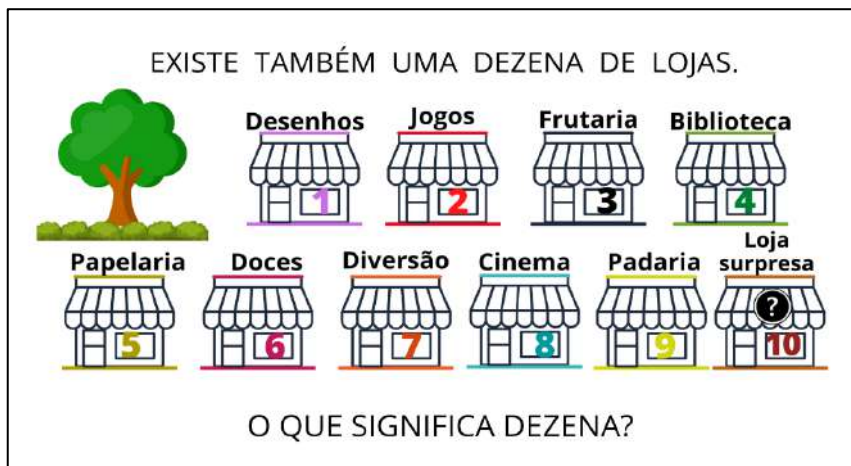 EXISTE TAMBÉM UMA DEZENA DE LOJAS.
Desenhos Jogos Frutaria Biblioteca
1 2 3 4
Papelaria Doces Diversão Cinema Padaria Loja surpresa
?
5 6 7 8 9 10
O QUE SIGNIFICA DEZENA?